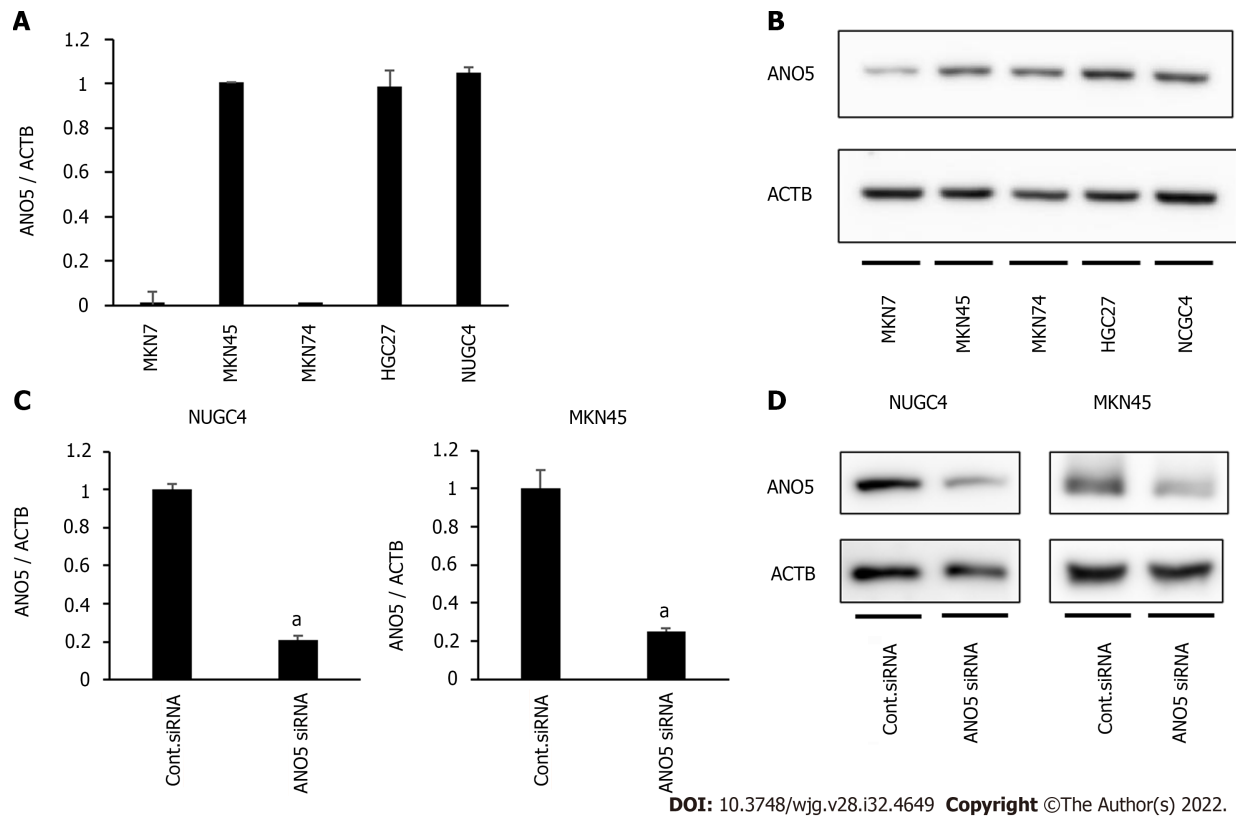 A
1.2
1
0.8
0.6
0.4
0.2
0
ANO5 / ACTB
MKN7
MKN45
MKN74
HGC27
NUGC4
B
ANO5
ACTB
MKN7
MKN45
MKN74
HGC27
NCGC4
C
NUGC4
1.2
1
0.8
0.6
0.4
0.2
0
ANO5 / ACTB
a
Cont.siRNA
ANO5 siRNA
MKN45
1.2
1
0.8
0.6
0.4
0.2
0
ANO5 / ACTB
a
Cont.siRNA
ANO5 siRNA
D
NUGC4
MKN45
ANO5
ACTB
Cont.siRNA
ANO5 siRNA
Cont.siRNA
ANO5 siRNA
DOI: 10.3748/wjg.v28.i32.4649 Copyright ©The Author(s) 2022.